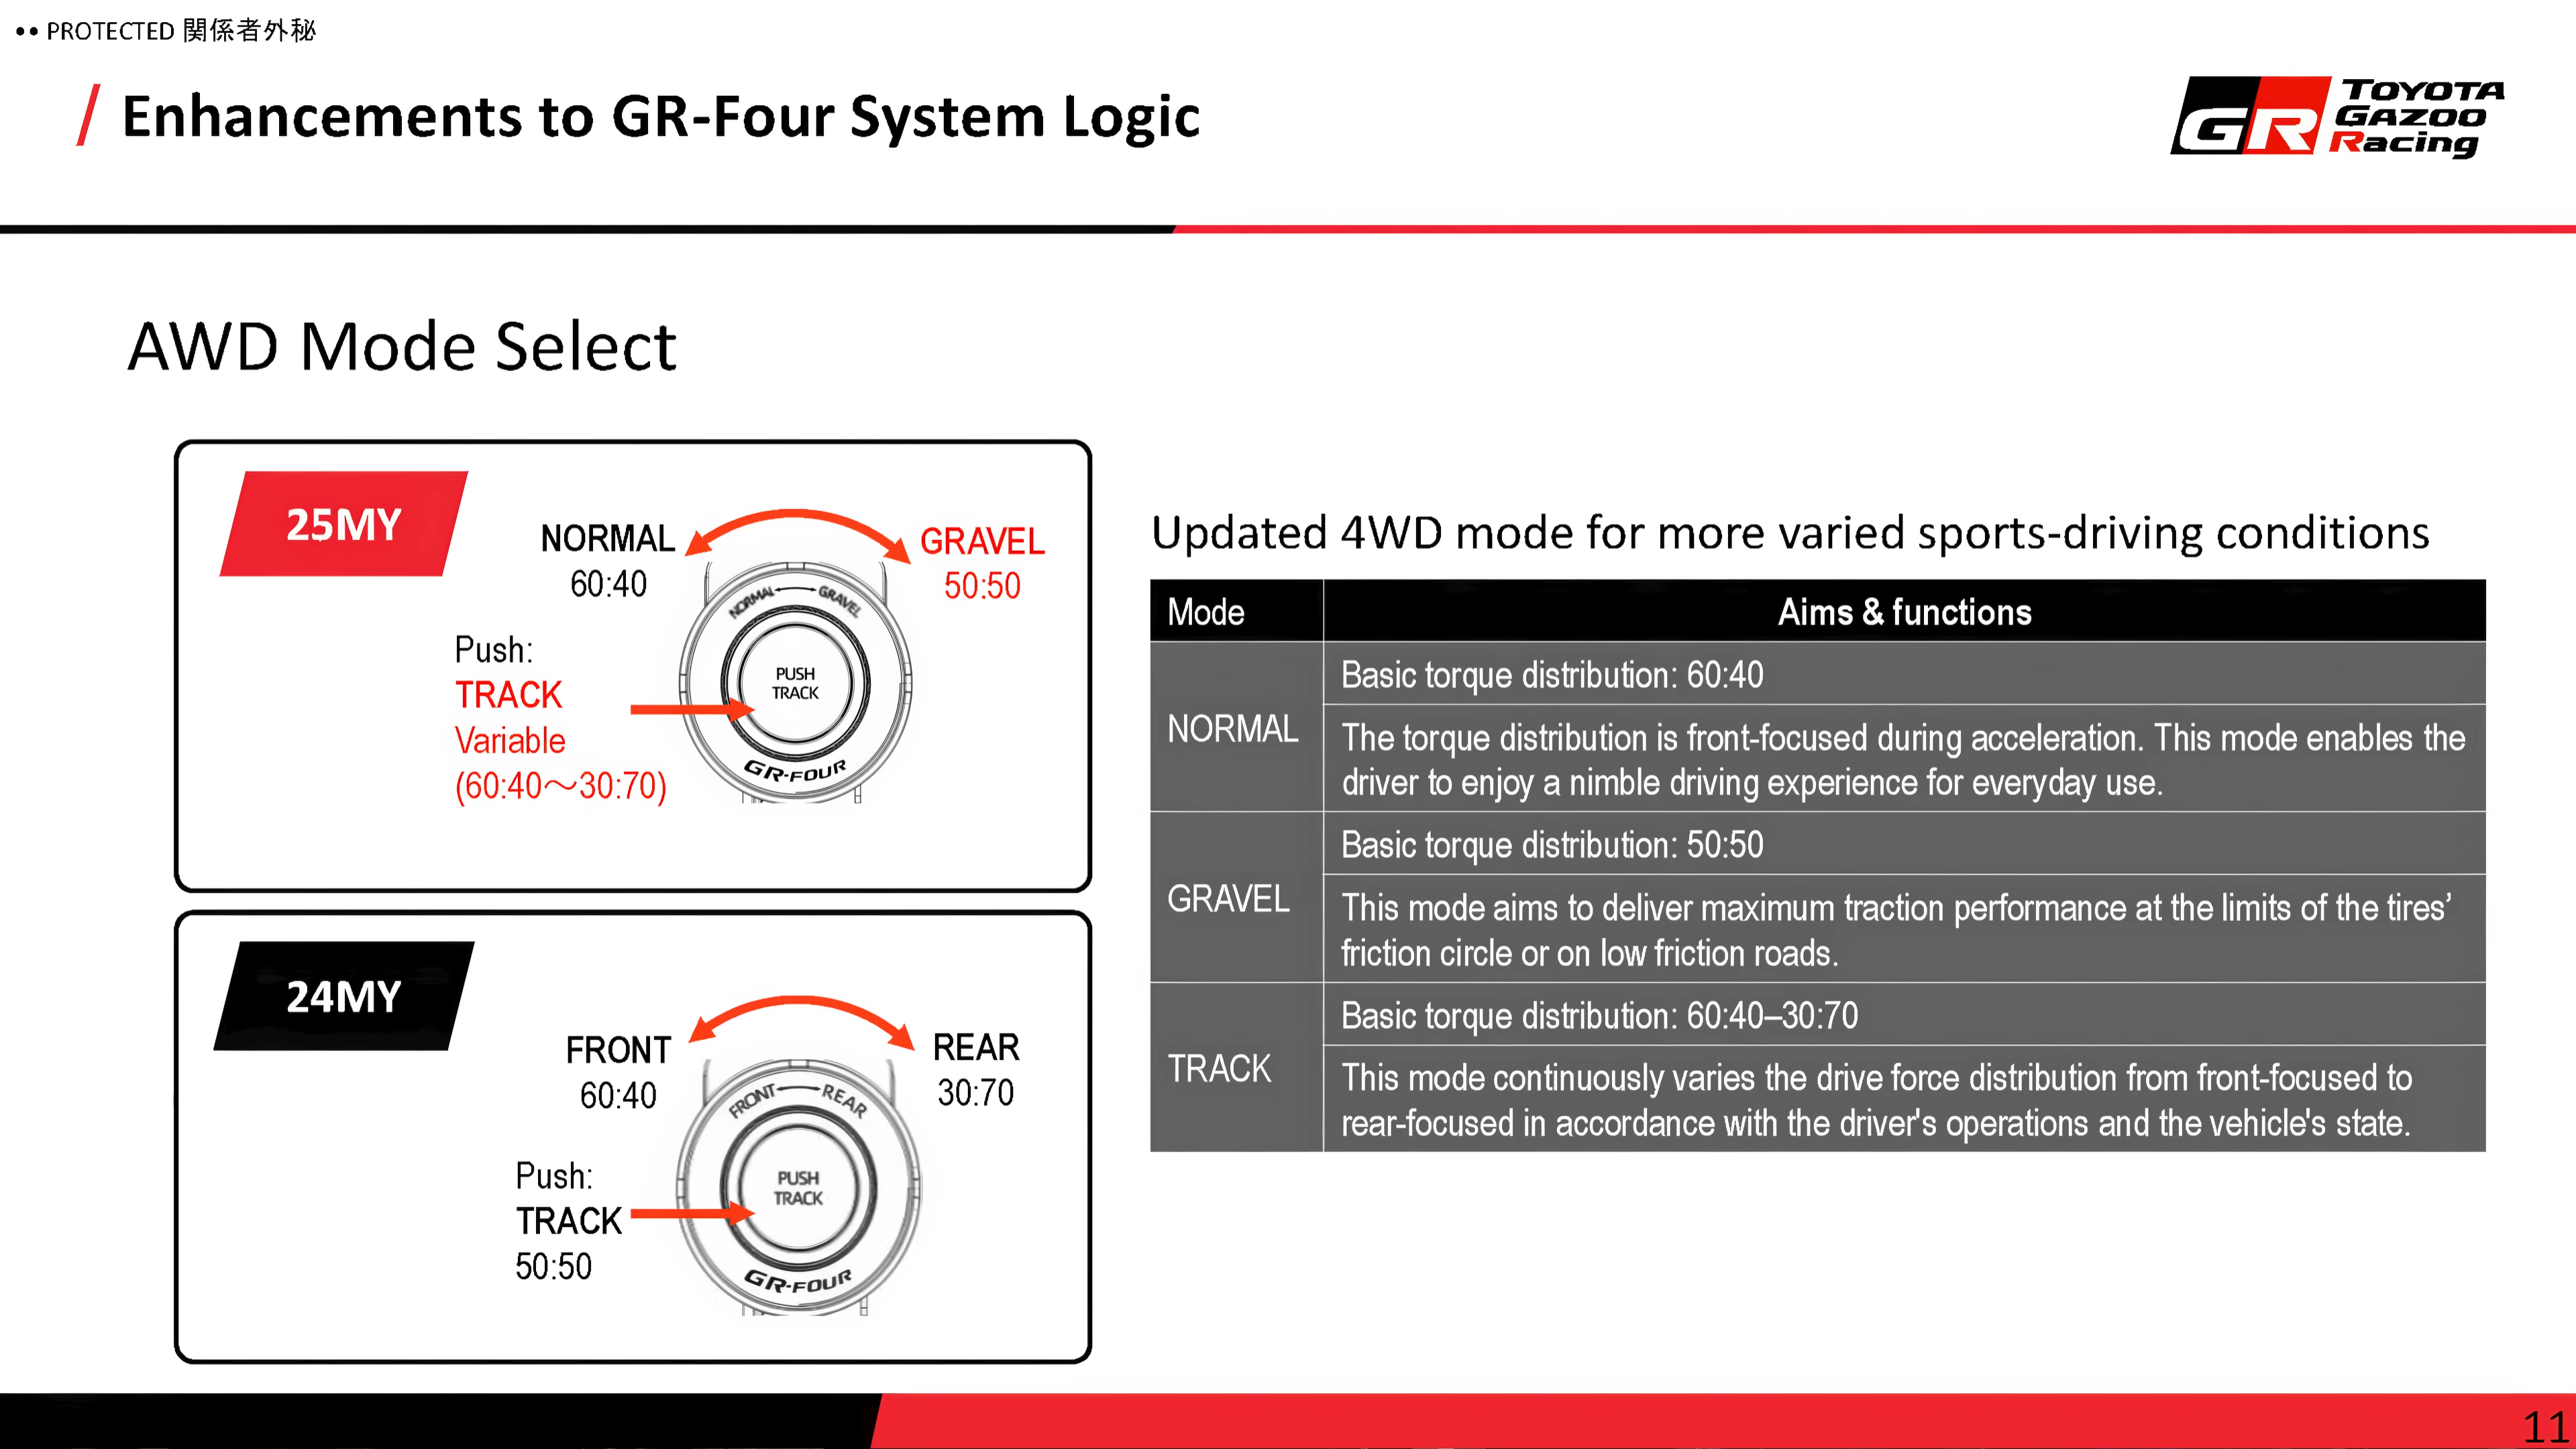 •• PROTECTED 関係者外秘
Enhancements to GR-Four System Logic
GR TOYOTA
GAZOO
Racing
AWD Mode Select
25MY
NORMAL
60:40
GRAVEL
50:50
Push:
TRACK
Variable
(60:40～30:70)
NORMAL GRAVEL
PUSH
TRACK
GR-FOUR
24MY
FRONT
60:40
REAR
30:70
Push:
TRACK
50:50
FRONT REAR
PUSH
TRACK
GR-FOUR
Updated 4WD mode for more varied sports-driving conditions
Mode Aims & functions
NORMAL
Basic torque distribution: 60:40
The torque distribution is front-focused during acceleration. This mode enables the
driver to enjoy a nimble driving experience for everyday use.
GRAVEL
Basic torque distribution: 50:50
This mode aims to deliver maximum traction performance at the limits of the tires’
friction circle or on low friction roads.
TRACK
Basic torque distribution: 60:40–30:70
This mode continuously varies the drive force distribution from front-focused to
rear-focused in accordance with the driver's operations and the vehicle's state.
11